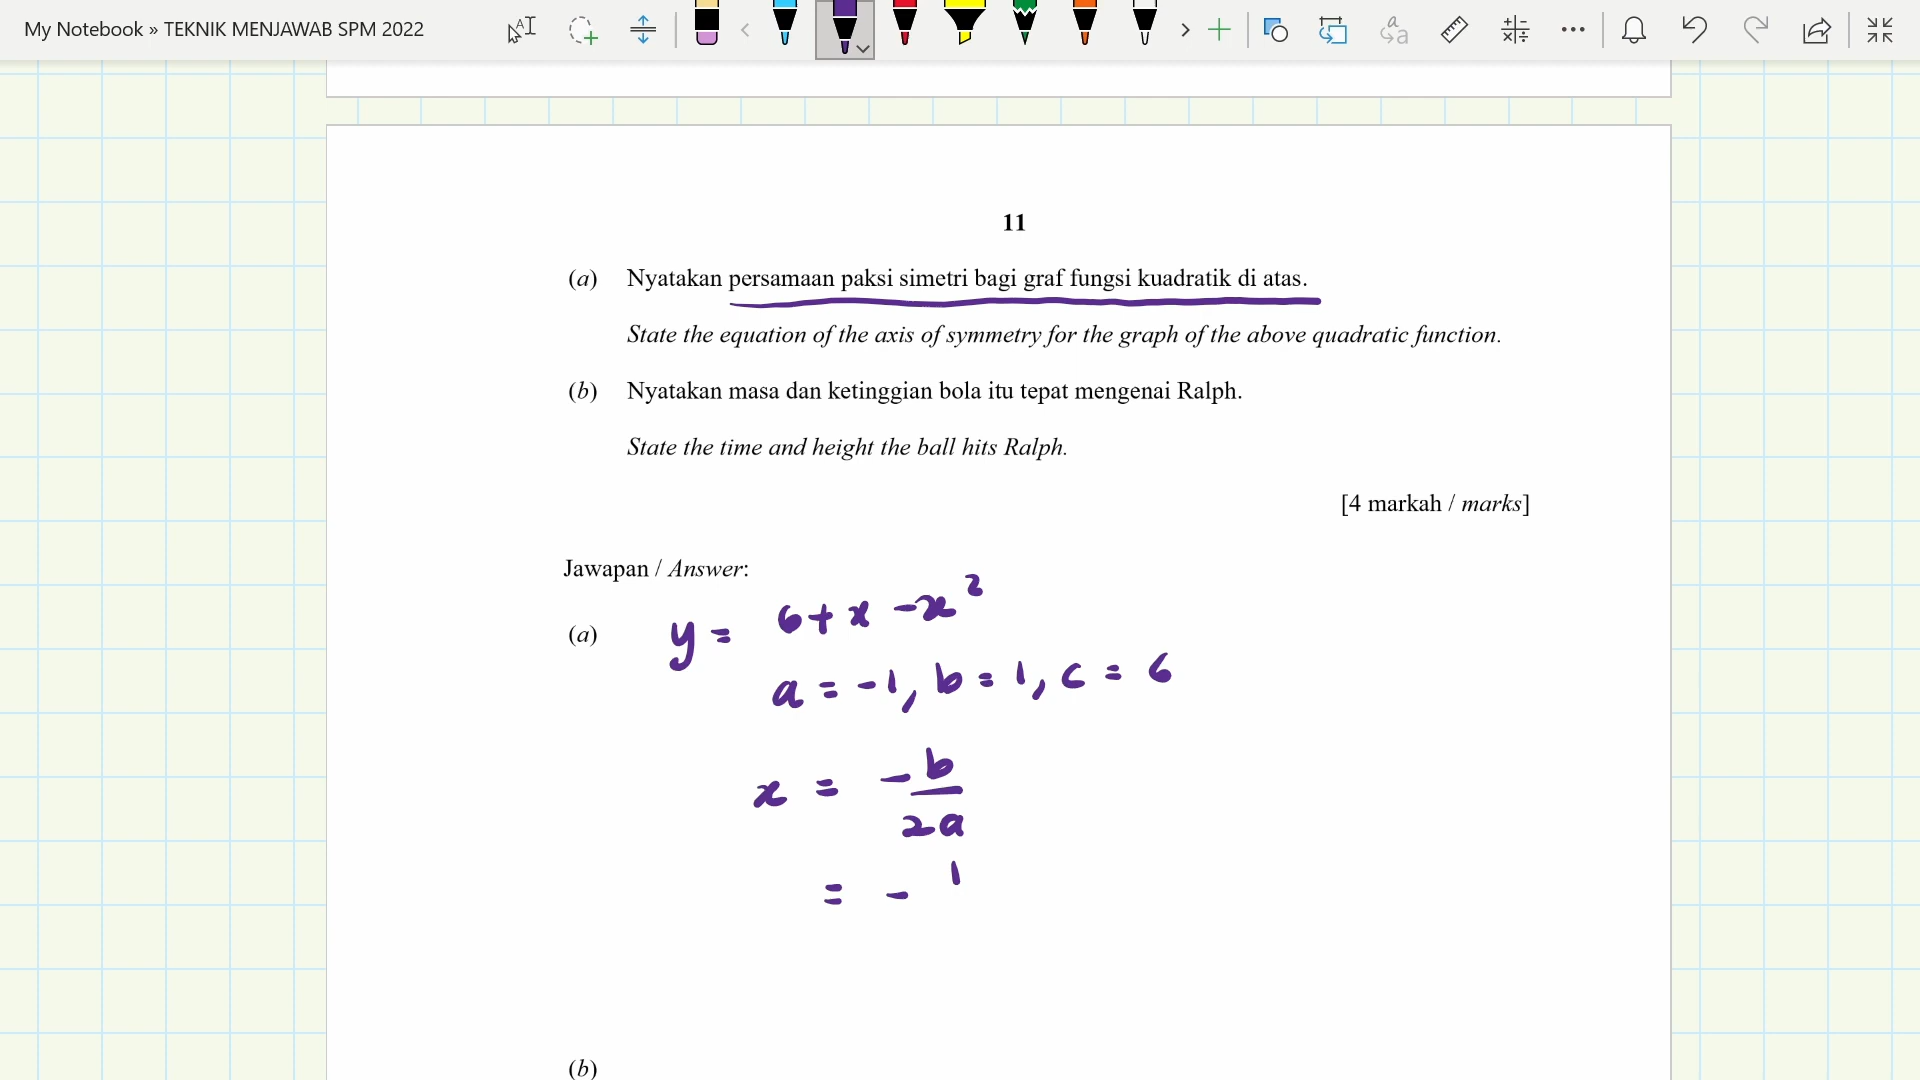 My Notebook » TEKNIK MENJAWAB SPM 2022
11
(a) Nyatakan persamaan paksi simetri bagi graf fungsi kuadratik di atas.
State the equation of the axis of symmetry for the graph of the above quadratic function.
(b) Nyatakan masa dan ketinggian bola itu tepat mengenai Ralph.
State the time and height the ball hits Ralph.
[4 markah / marks]
Jawapan / Answer:
(a) y = 6 + x - x²
a = -1, b = 1, c = 6
x = - b / 2a
= - 1
(b)